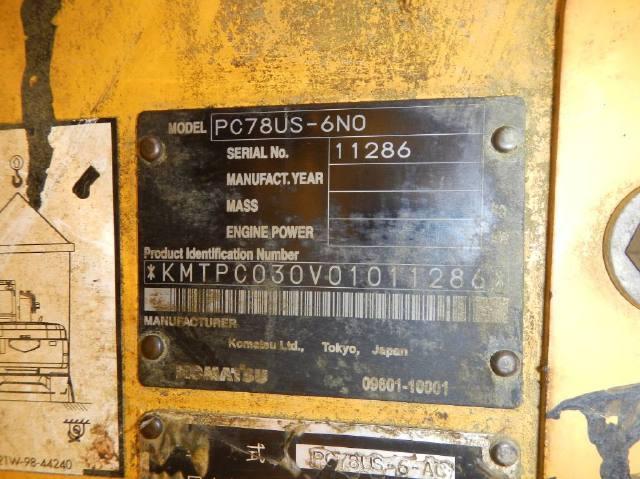 MODEL PC78US-6N0
SERIAL No. 11286
MANUFACT.YEAR
MASS
ENGINE POWER
Product Identification Number
*KMTPC030V01011286*
MANUFACTURER
Komatsu Ltd., Tokyo, Japan
KOMATSU 09601-10001
式 PC78US-6-AC
2TW-98-44240